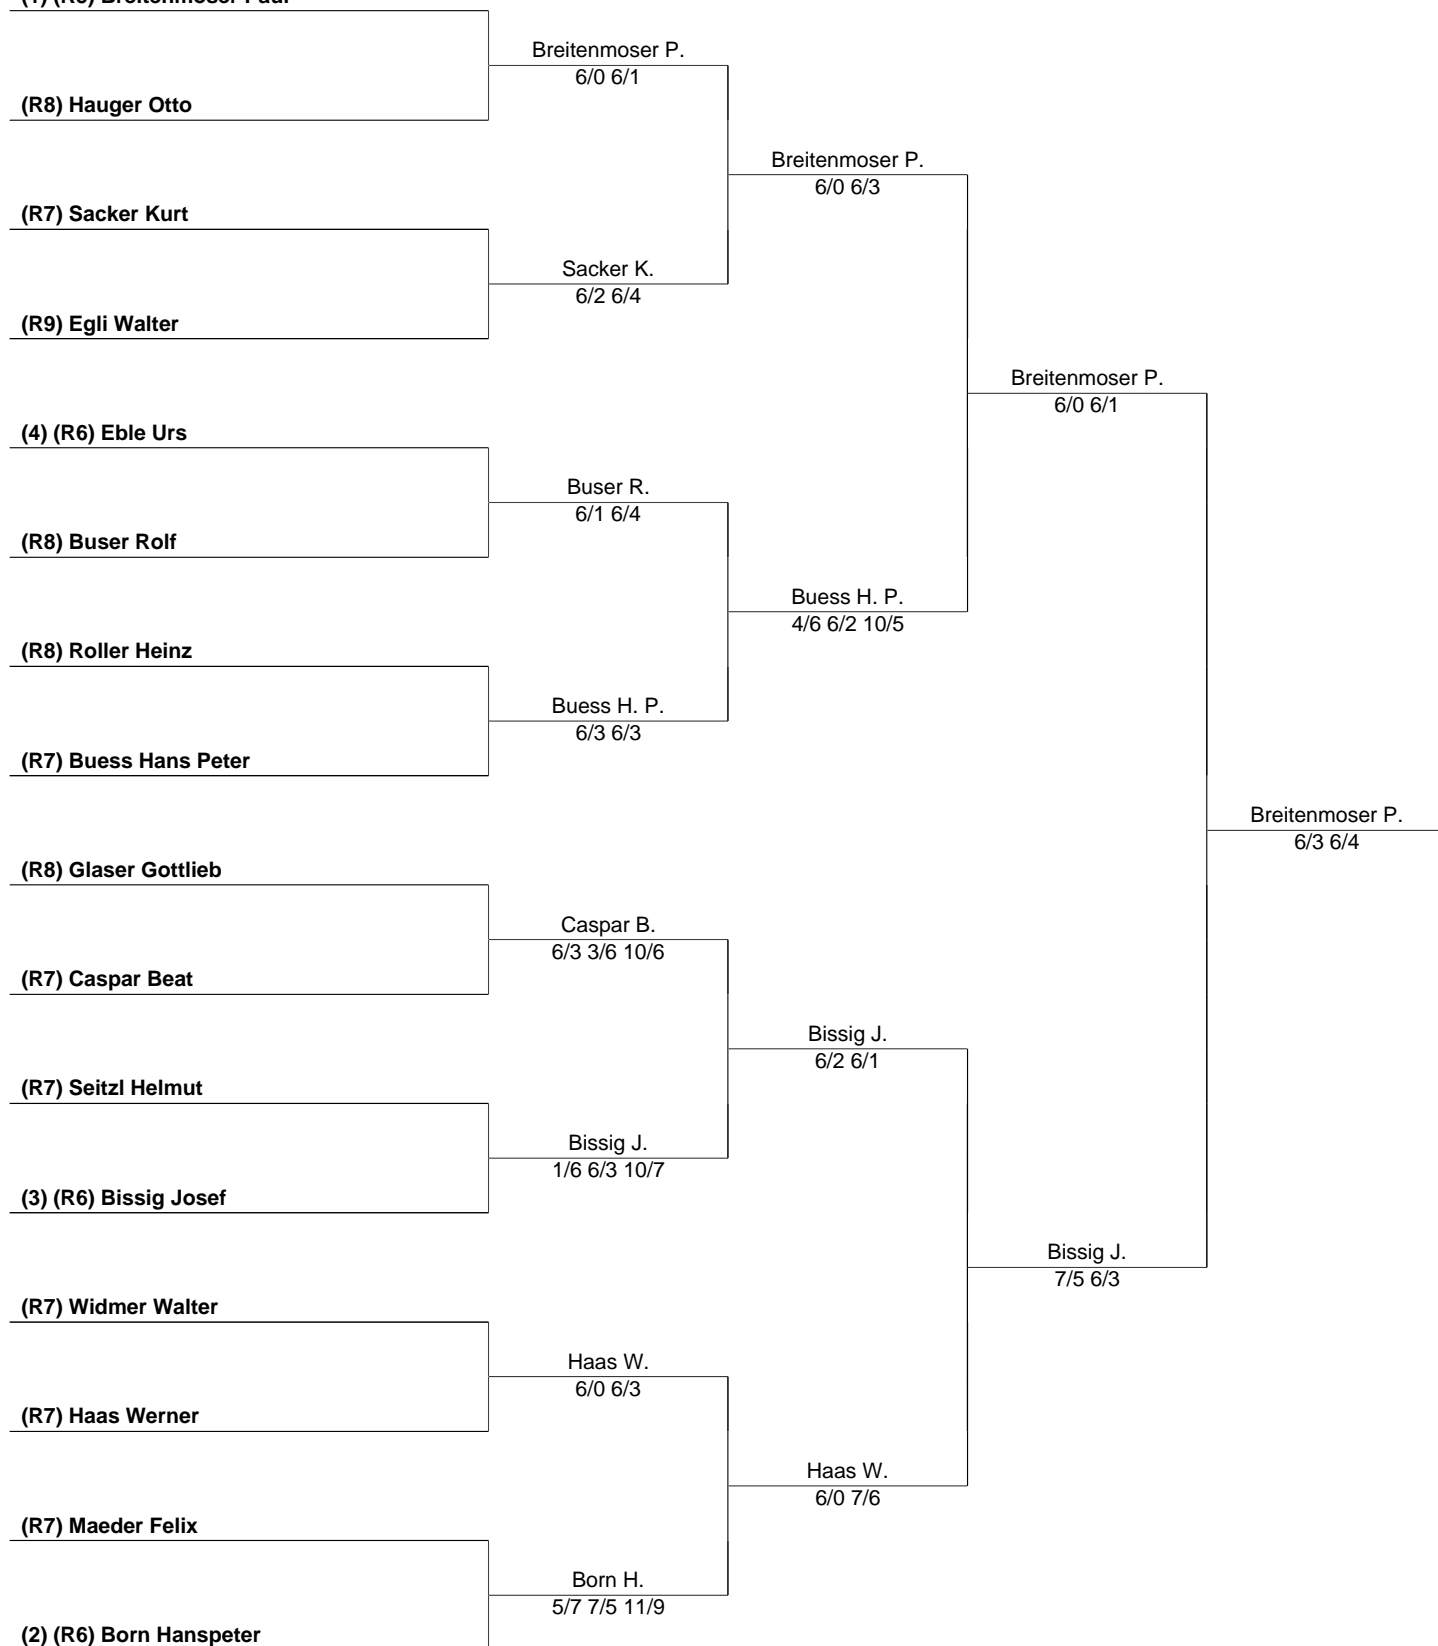 Breitenmoser Paul
Breitenmoser P.
6/0 6/1
(R8) Hauger Otto
Breitenmoser P.
6/0 6/3
(R7) Sacker Kurt
Sacker K.
6/2 6/4
(R9) Egli Walter
Breitenmoser P.
6/0 6/1
(4) (R6) Eble Urs
Buser R.
6/1 6/4
(R8) Buser Rolf
Buess H. P.
4/6 6/2 10/5
(R8) Roller Heinz
Buess H. P.
6/3 6/3
(R7) Buess Hans Peter
Breitenmoser P.
6/3 6/4
(R8) Glaser Gottlieb
Caspar B.
6/3 3/6 10/6
(R7) Caspar Beat
Bissig J.
6/2 6/1
(R7) Seitzl Helmut
Bissig J.
1/6 6/3 10/7
(3) (R6) Bissig Josef
Bissig J.
7/5 6/3
(R7) Widmer Walter
Haas W.
6/0 6/3
(R7) Haas Werner
Haas W.
6/0 7/6
(R7) Maeder Felix
Born H.
5/7 7/5 11/9
(2) (R6) Born Hanspeter